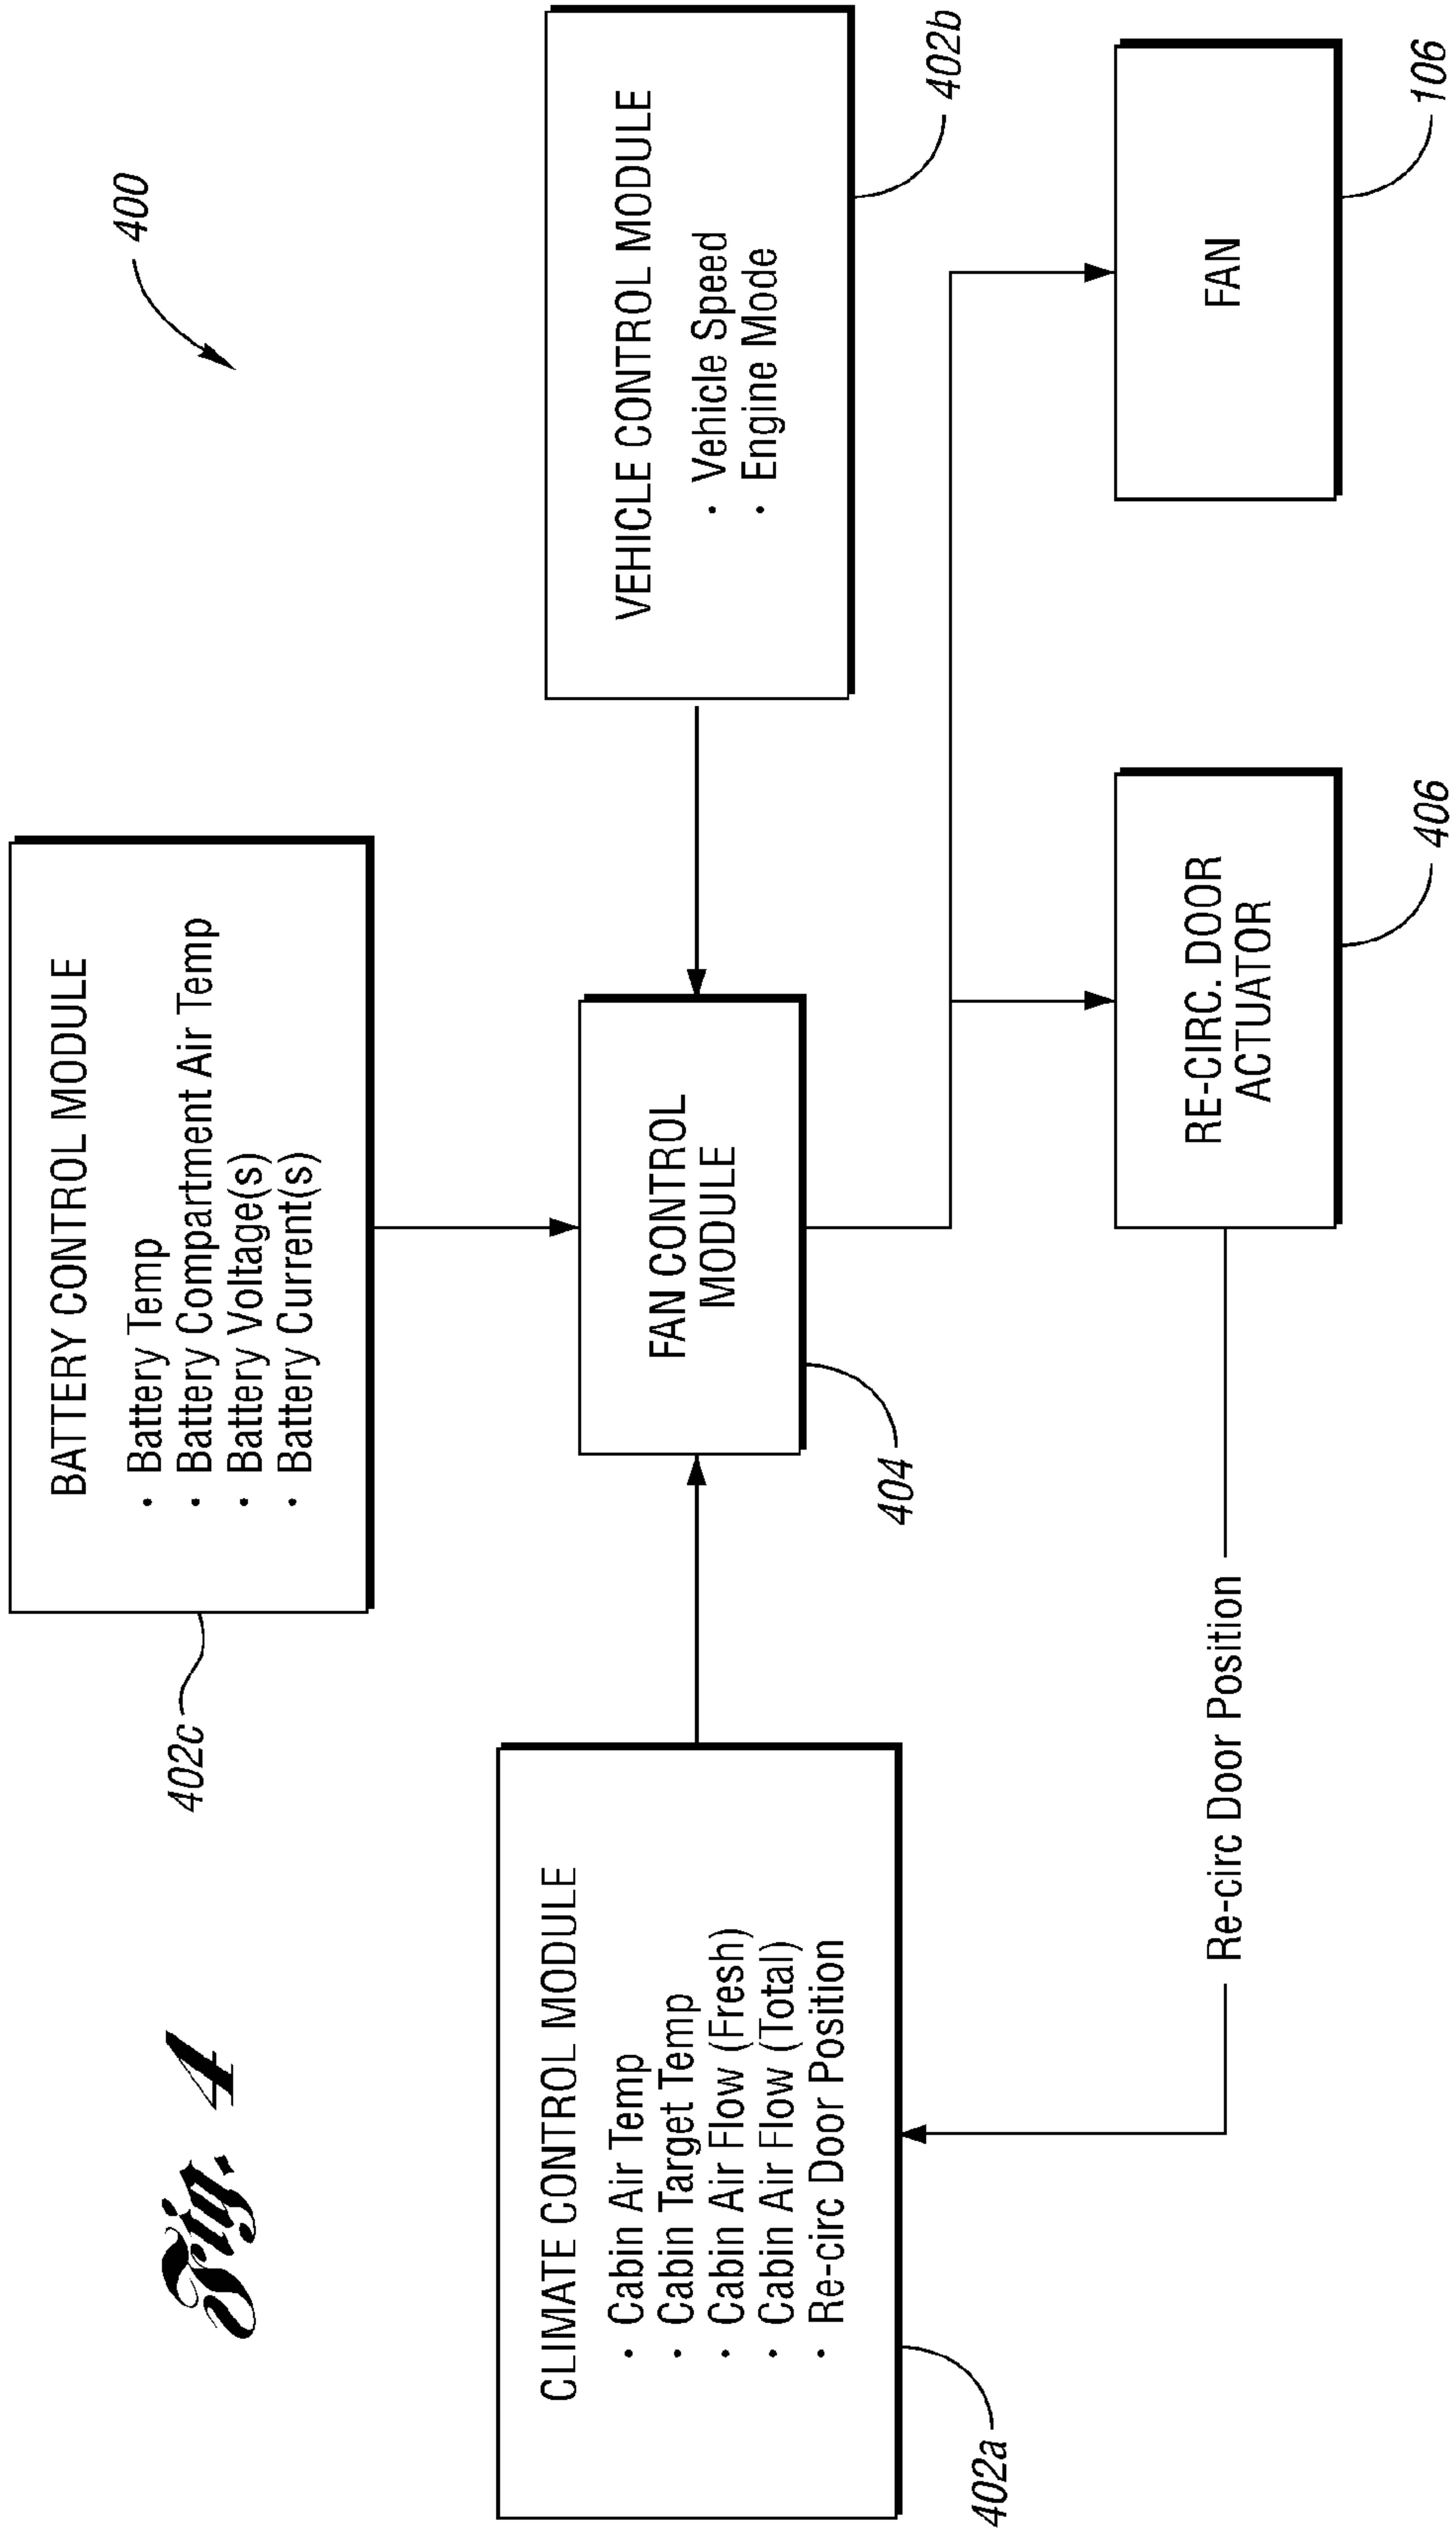 400
BATTERY CONTROL MODULE
· Battery Temp
· Battery Compartment Air Temp
· Battery Voltage(s)
· Battery Current(s)
402c
CLIMATE CONTROL MODULE
· Cabin Air Temp
· Cabin Target Temp
· Cabin Air Flow (Fresh)
· Cabin Air Flow (Total)
· Re-circ Door Position
402a
FAN CONTROL
MODULE
404
VEHICLE CONTROL MODULE
· Vehicle Speed
· Engine Mode
402b
Re-circ Door Position
RE-CIRC. DOOR
ACTUATOR
406
FAN
106
Fig. 4